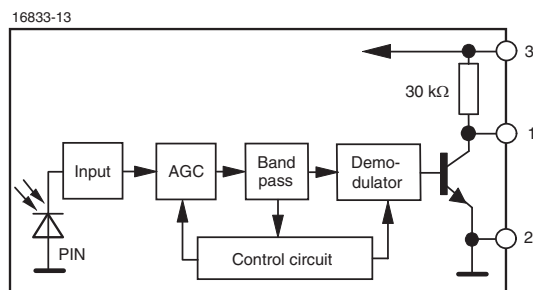 16833-13
3
30 kΩ
1
Input
AGC
Band
pass
Demo-
dulator
PIN
Control circuit
2